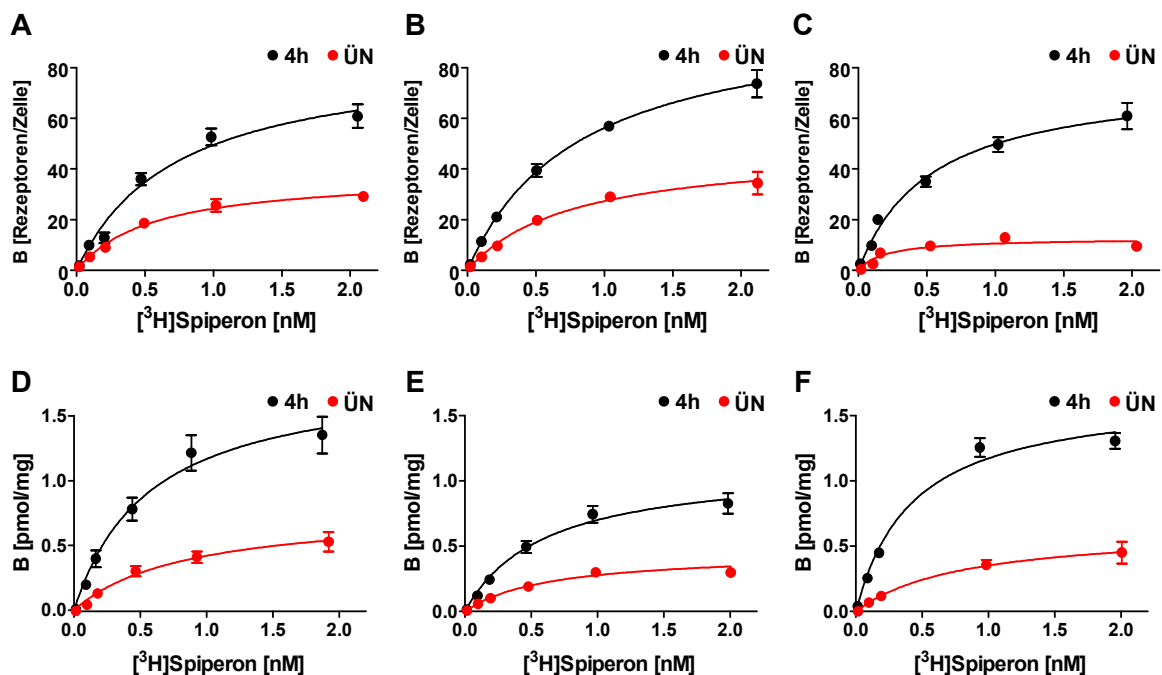 A
4h ÜN
B [Rezeptoren/Zelle]
80
60
40
20
0
0.0 0.5 1.0 1.5 2.0
[³H]Spiperon [nM]
B
4h ÜN
B [Rezeptoren/Zelle]
80
60
40
20
0
0.0 0.5 1.0 1.5 2.0
[³H]Spiperon [nM]
C
4h ÜN
B [Rezeptoren/Zelle]
80
60
40
20
0
0.0 0.5 1.0 1.5 2.0
[³H]Spiperon [nM]
D
4h ÜN
B [pmol/mg]
1.5
1.0
0.5
0.0
0.0 0.5 1.0 1.5 2.0
[³H]Spiperon [nM]
E
4h ÜN
B [pmol/mg]
1.5
1.0
0.5
0.0
0.0 0.5 1.0 1.5 2.0
[³H]Spiperon [nM]
F
4h ÜN
B [pmol/mg]
1.5
1.0
0.5
0.0
0.0 0.5 1.0 1.5 2.0
[³H]Spiperon [nM]